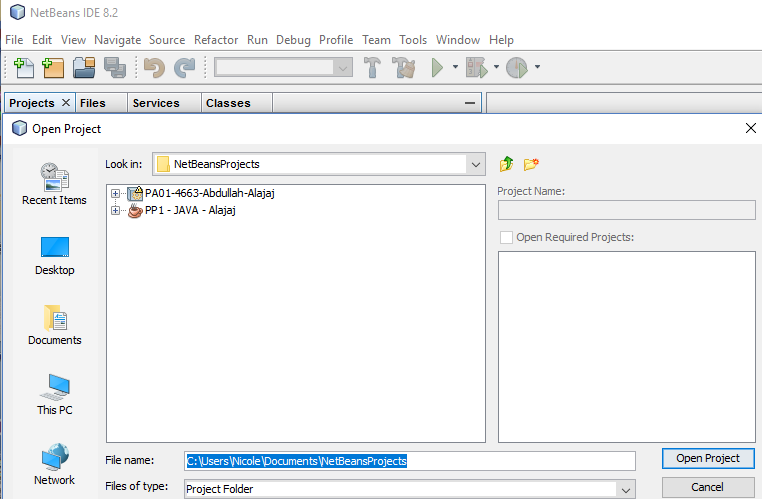 NetBeans IDE 8.2
File Edit View Navigate Source Refactor Run Debug Profile Team Tools Window Help
Projects Files Services Classes
Open Project
Look in: NetBeansProjects
Recent Items
Desktop
Documents
This PC
Network
PA01-4663-Abdullah-Alajaj
PP1 - JAVA - Alajaj
Project Name:
Open Required Projects:
File name: C:\Users\Nicole\Documents\NetBeansProjects
Open Project
Files of type: Project Folder
Cancel